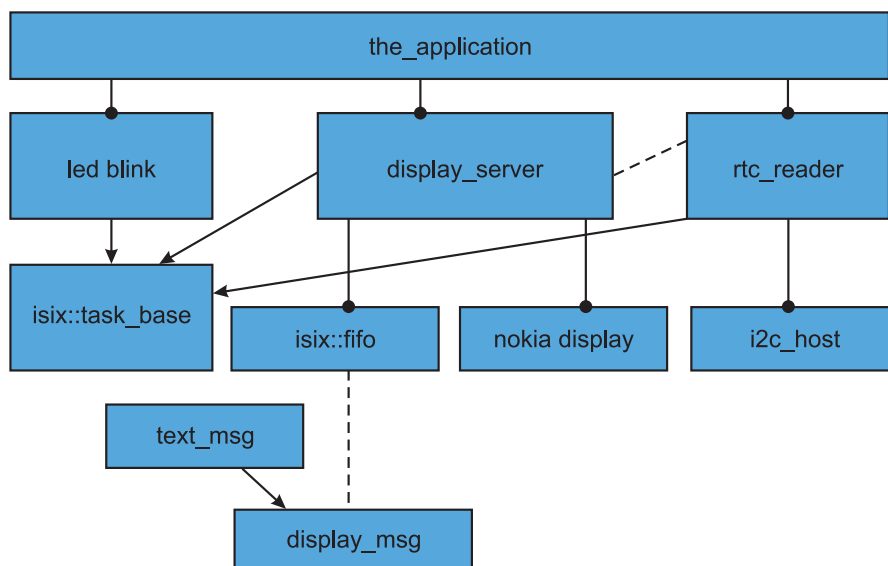 the_application
led blink
display_server
rtc_reader
isix::task_base
isix::fifo
nokia display
i2c_host
text_msg
display_msg